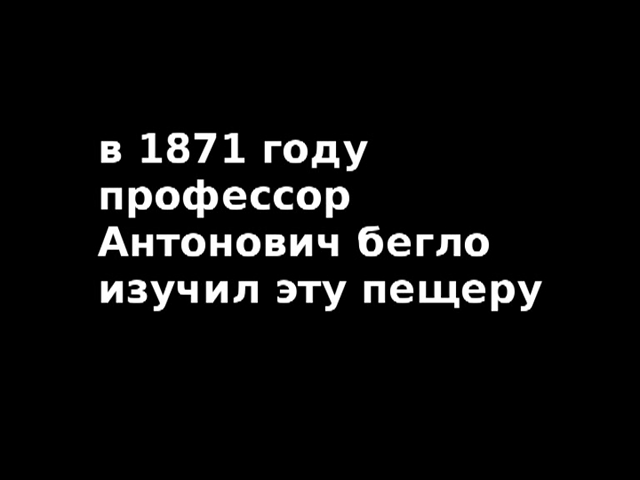 в 1871 году
профессор
Антонович бегло
изучил эту пещеру